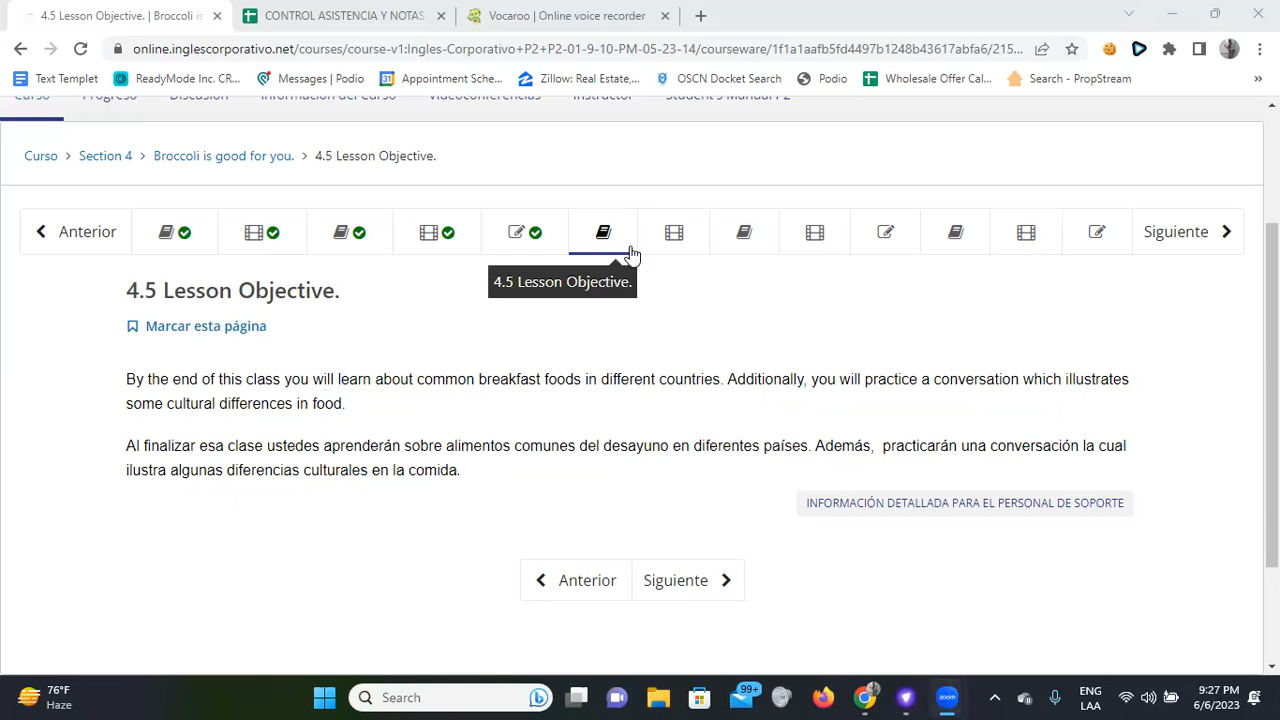 4.5 Lesson Objective. | Broccoli is
CONTROL ASISTENCIA Y NOTAS
Vocaroo | Online voice recorder
online.inglescorporativo.net/courses/course-v1:Ingles-Corporativo+P2+P2-01-9-10-PM-05-23-14/courseware/1f1a1aafb5fd4497b1248b43617abfa6/215...
Text Templet
ReadyMode Inc. CR...
Messages | Podio
Appointment Sche...
Zillow: Real Estate,...
OSCN Docket Search
Podio
Wholesale Offer Cal...
Search - PropStream
»
Curso Progreso Discusión Información del Curso Videoconferencias Instructor Student's Manual P2
Curso > Section 4 > Broccoli is good for you. > 4.5 Lesson Objective.
Anterior
Siguiente
4.5 Lesson Objective.
4.5 Lesson Objective.
Marcar esta página
By the end of this class you will learn about common breakfast foods in different countries. Additionally, you will practice a conversation which illustrates
some cultural differences in food.
Al finalizar esa clase ustedes aprenderán sobre alimentos comunes del desayuno en diferentes países. Además, practicarán una conversación la cual
ilustra algunas diferencias culturales en la comida.
INFORMACIÓN DETALLADA PARA EL PERSONAL DE SOPORTE
Anterior
Siguiente
76°F
Haze
Search
99+
ENG
LAA
9:27 PM
6/6/2023
zoom